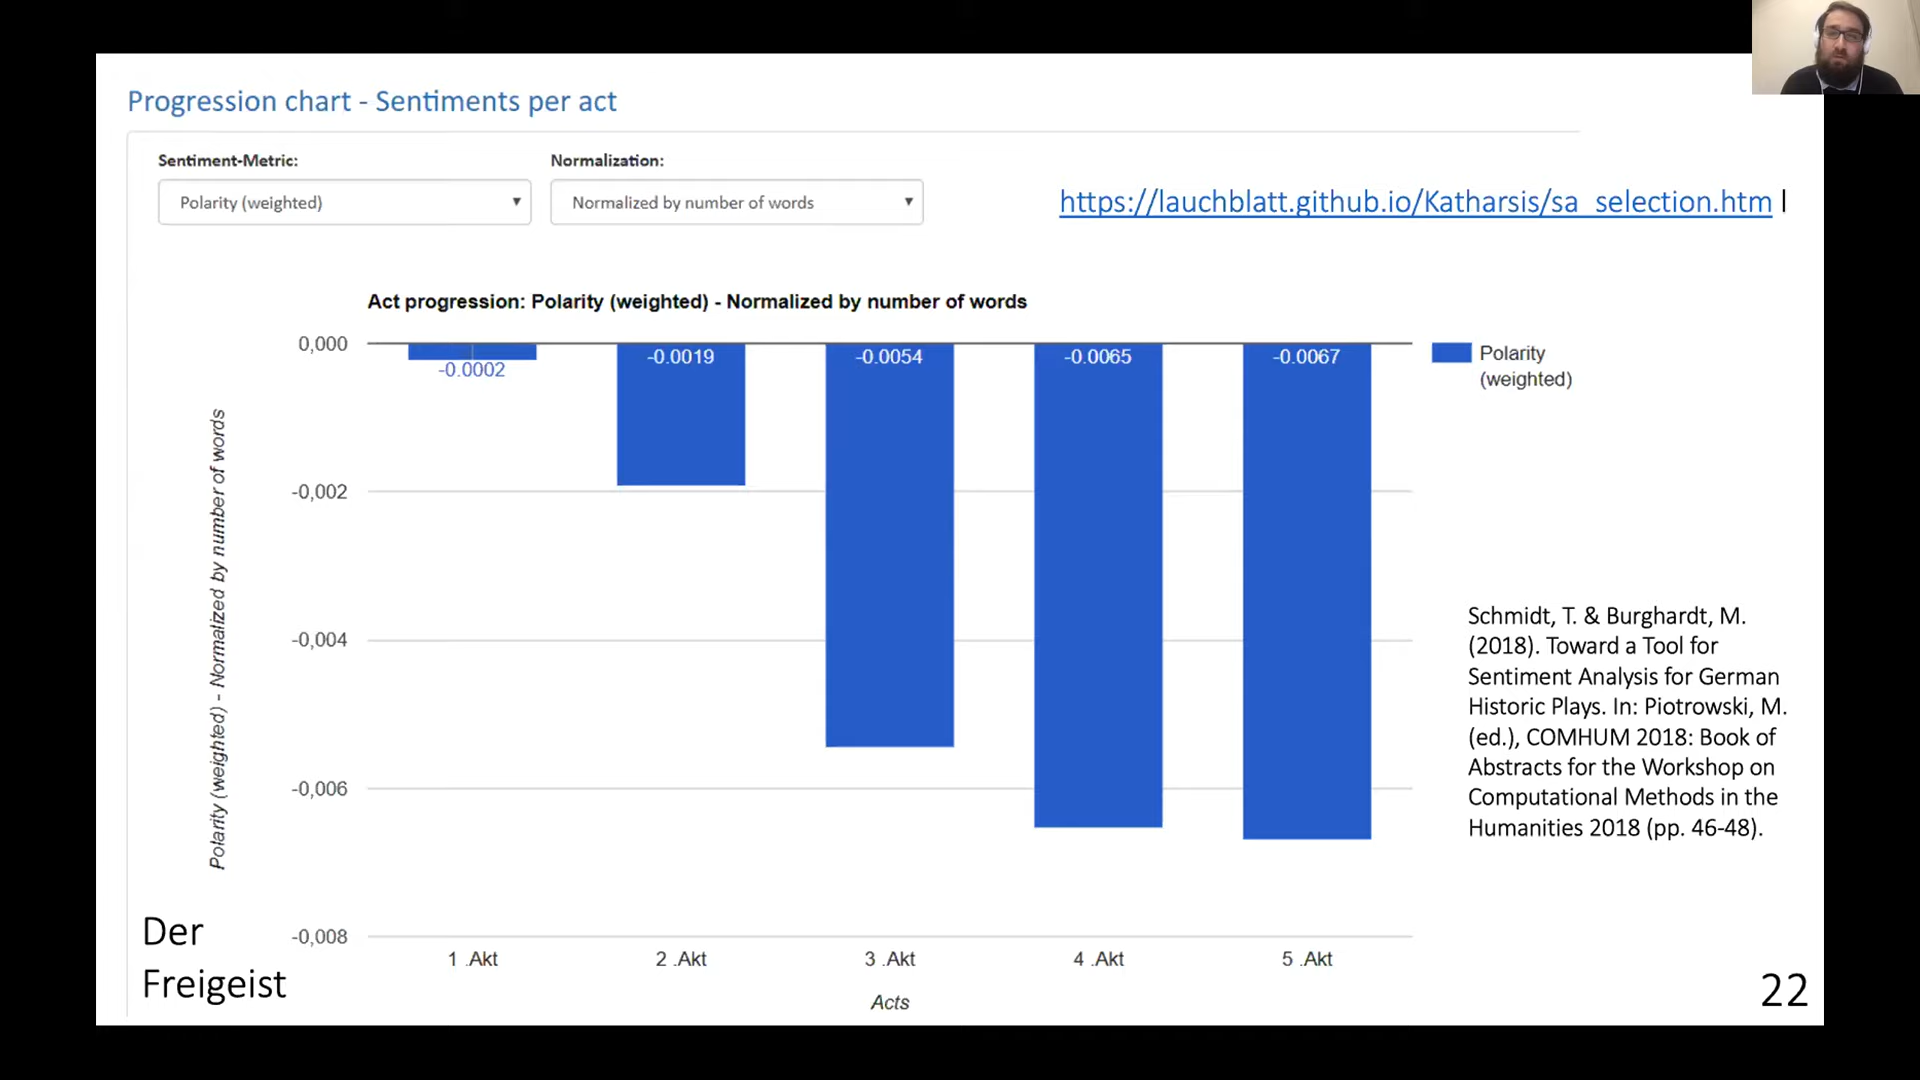 Progression chart - Sentiments per act
Sentiment-Metric:
Normalization:
Polarity (weighted)
Normalized by number of words
https://lauchblatt.github.io/Katharsis/sa_selection.htm l
Act progression: Polarity (weighted) - Normalized by number of words
0,000
-0,002
-0,004
-0,006
-0,008
Polarity (weighted) - Normalized by number of words
-0.0002
-0.0019
-0.0054
-0.0065
-0.0067
Polarity
(weighted)
1 .Akt
2 .Akt
3 .Akt
4 .Akt
5 .Akt
Acts
Schmidt, T. & Burghardt, M.
(2018). Toward a Tool for
Sentiment Analysis for German
Historic Plays. In: Piotrowski, M.
(ed.), COMHUM 2018: Book of
Abstracts for the Workshop on
Computational Methods in the
Humanities 2018 (pp. 46-48).
Der
Freigeist
22